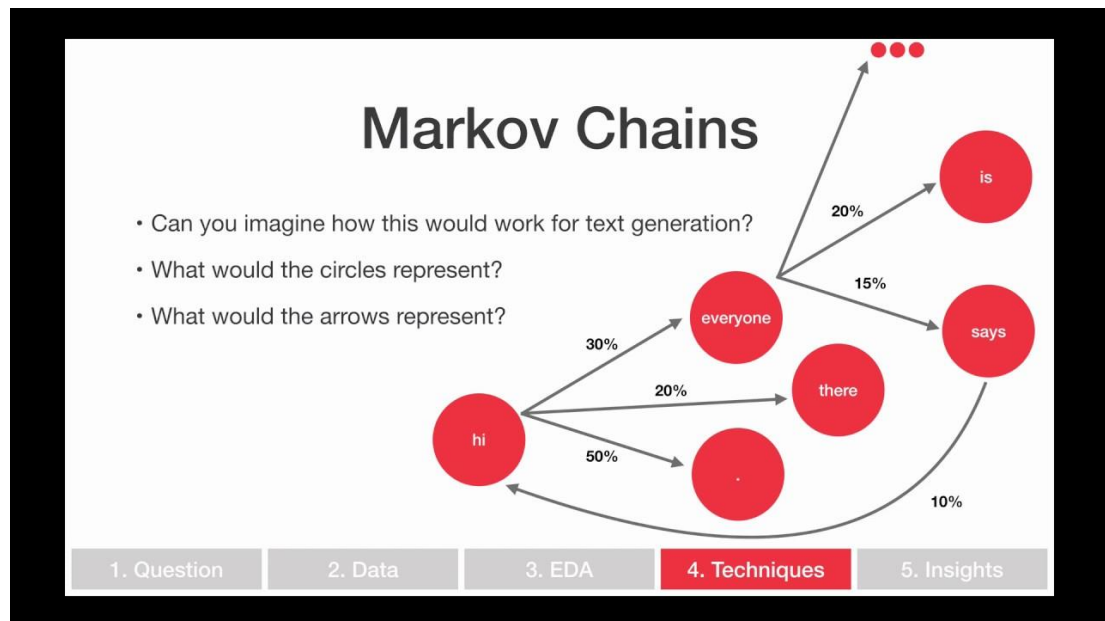 Markov Chains
• Can you imagine how this would work for text generation?
• What would the circles represent?
• What would the arrows represent?
is
20%
15%
everyone
says
30%
there
20%
hi
50%
.
10%
1. Question
2. Data
3. EDA
4. Techniques
5. Insights